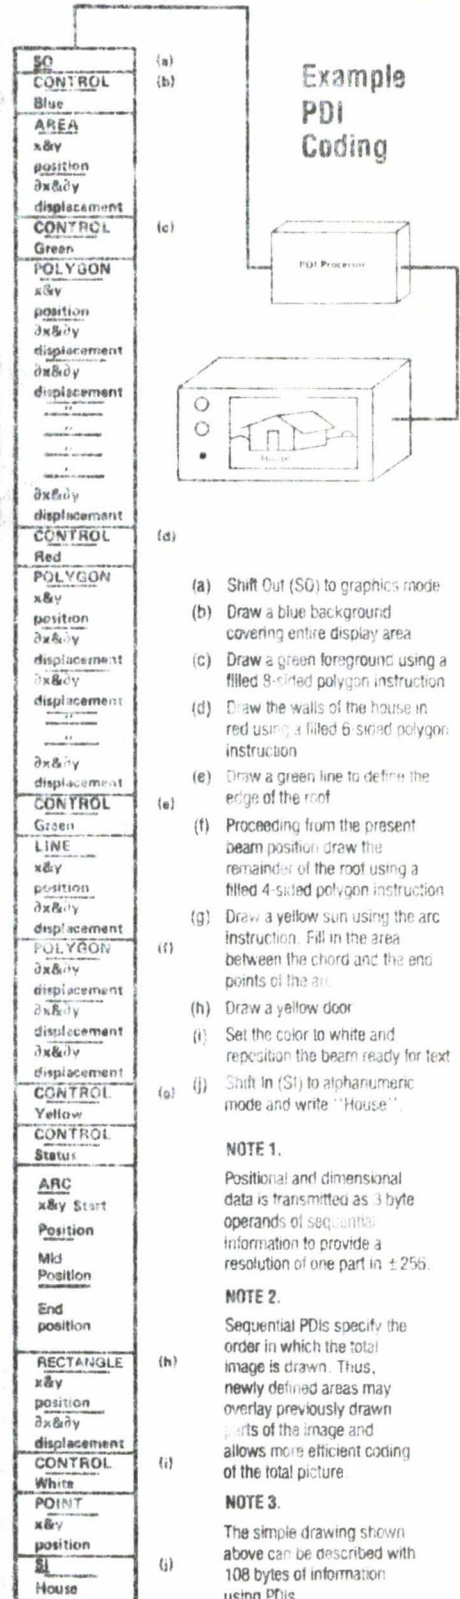 Example
PDI
Coding
SO (a)
CONTROL (b)
Blue
AREA
x&y
position
∂x&∂y
displacement
CONTROL (c)
Green
POLYGON
x&y
position
∂x&∂y
displacement
∂x&∂y
displacement
"
"
"
"
∂x&∂y
displacement
CONTROL (d)
Red
POLYGON
x&y
position
∂x&∂y
displacement
∂x&∂y
displacement
"
"
∂x&∂y
displacement
CONTROL (e)
Green
LINE
x&y
position
∂x&∂y
displacement
POLYGON (f)
∂x&∂y
displacement
∂x&∂y
displacement
∂x&∂y
displacement
CONTROL (g)
Yellow
CONTROL
Status
ARC
x&y Start
Position
Mid
Position
End
position
RECTANGLE (h)
x&y
position
∂x&∂y
displacement
CONTROL (i)
White
POINT
x&y
position
SI (j)
House
PDI Processor
House
(a) Shift Out (SO) to graphics mode
(b) Draw a blue background
covering entire display area
(c) Draw a green foreground using a
filled 8-sided polygon instruction
(d) Draw the walls of the house in
red using a filled 6-sided polygon
instruction
(e) Draw a green line to define the
edge of the roof
(f) Proceeding from the present
beam position draw the
remainder of the roof using a
filled 4-sided polygon instruction
(g) Draw a yellow sun using the arc
instruction. Fill in the area
between the chord and the end
points of the arc
(h) Draw a yellow door
(i) Set the color to white and
reposition the beam ready for text
(j) Shift In (SI) to alphanumeric
mode and write "House".
NOTE 1.
Positional and dimensional
data is transmitted as 3 byte
operands of sequential
information to provide a
resolution of one part in ± 256.
NOTE 2.
Sequential PDIs specify the
order in which the total
image is drawn. Thus,
newly defined areas may
overlay previously drawn
parts of the image and
allows more efficient coding
of the total picture.
NOTE 3.
The simple drawing shown
above can be described with
108 bytes of information
using PDIs